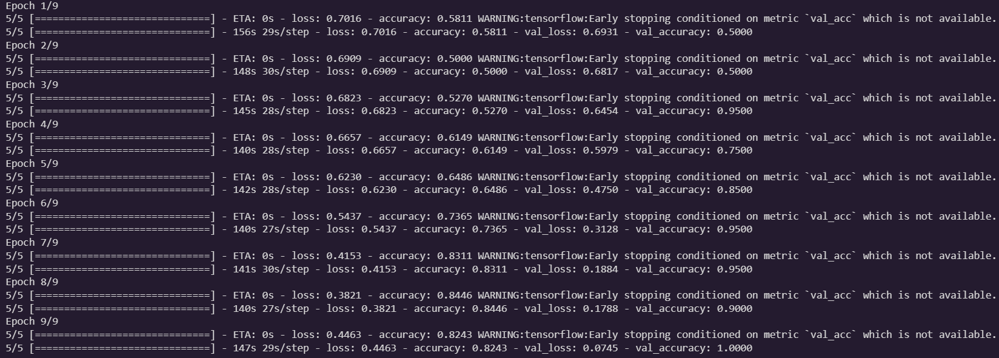 Epoch 1/9
5/5 [==============================] - ETA: 0s - loss: 0.7016 - accuracy: 0.5811 WARNING:tensorflow:Early stopping conditioned on metric `val_acc` which is not available.
5/5 [==============================] - 156s 29s/step - loss: 0.7016 - accuracy: 0.5811 - val_loss: 0.6931 - val_accuracy: 0.5000
Epoch 2/9
5/5 [==============================] - ETA: 0s - loss: 0.6909 - accuracy: 0.5000 WARNING:tensorflow:Early stopping conditioned on metric `val_acc` which is not available.
5/5 [==============================] - 148s 30s/step - loss: 0.6909 - accuracy: 0.5000 - val_loss: 0.6817 - val_accuracy: 0.5000
Epoch 3/9
5/5 [==============================] - ETA: 0s - loss: 0.6823 - accuracy: 0.5270 WARNING:tensorflow:Early stopping conditioned on metric `val_acc` which is not available.
5/5 [==============================] - 145s 28s/step - loss: 0.6823 - accuracy: 0.5270 - val_loss: 0.6454 - val_accuracy: 0.9500
Epoch 4/9
5/5 [==============================] - ETA: 0s - loss: 0.6657 - accuracy: 0.6149 WARNING:tensorflow:Early stopping conditioned on metric `val_acc` which is not available.
5/5 [==============================] - 140s 28s/step - loss: 0.6657 - accuracy: 0.6149 - val_loss: 0.5979 - val_accuracy: 0.7500
Epoch 5/9
5/5 [==============================] - ETA: 0s - loss: 0.6230 - accuracy: 0.6486 WARNING:tensorflow:Early stopping conditioned on metric `val_acc` which is not available.
5/5 [==============================] - 142s 28s/step - loss: 0.6230 - accuracy: 0.6486 - val_loss: 0.4750 - val_accuracy: 0.8500
Epoch 6/9
5/5 [==============================] - ETA: 0s - loss: 0.5437 - accuracy: 0.7365 WARNING:tensorflow:Early stopping conditioned on metric `val_acc` which is not available.
5/5 [==============================] - 140s 27s/step - loss: 0.5437 - accuracy: 0.7365 - val_loss: 0.3128 - val_accuracy: 0.9500
Epoch 7/9
5/5 [==============================] - ETA: 0s - loss: 0.4153 - accuracy: 0.8311 WARNING:tensorflow:Early stopping conditioned on metric `val_acc` which is not available.
5/5 [==============================] - 141s 30s/step - loss: 0.4153 - accuracy: 0.8311 - val_loss: 0.1884 - val_accuracy: 0.9500
Epoch 8/9
5/5 [==============================] - ETA: 0s - loss: 0.3821 - accuracy: 0.8446 WARNING:tensorflow:Early stopping conditioned on metric `val_acc` which is not available.
5/5 [==============================] - 140s 27s/step - loss: 0.3821 - accuracy: 0.8446 - val_loss: 0.1788 - val_accuracy: 0.9000
Epoch 9/9
5/5 [==============================] - ETA: 0s - loss: 0.4463 - accuracy: 0.8243 WARNING:tensorflow:Early stopping conditioned on metric `val_acc` which is not available.
5/5 [==============================] - 147s 29s/step - loss: 0.4463 - accuracy: 0.8243 - val_loss: 0.0745 - val_accuracy: 1.0000